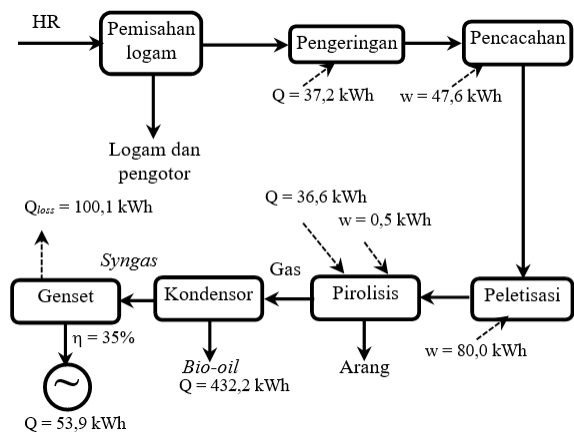 HR
Pemisahan
logam
Pengeringan
Pencacahan
Q = 37,2 kWh
w = 47,6 kWh
Logam dan
pengotor
Qloss = 100,1 kWh
Q = 36,6 kWh
w = 0,5 kWh
Syngas
Gas
Genset
Kondensor
Pirolisis
Peletisasi
η = 35%
Bio-oil
Q = 432,2 kWh
Arang
w = 80,0 kWh
~
Q = 53,9 kWh